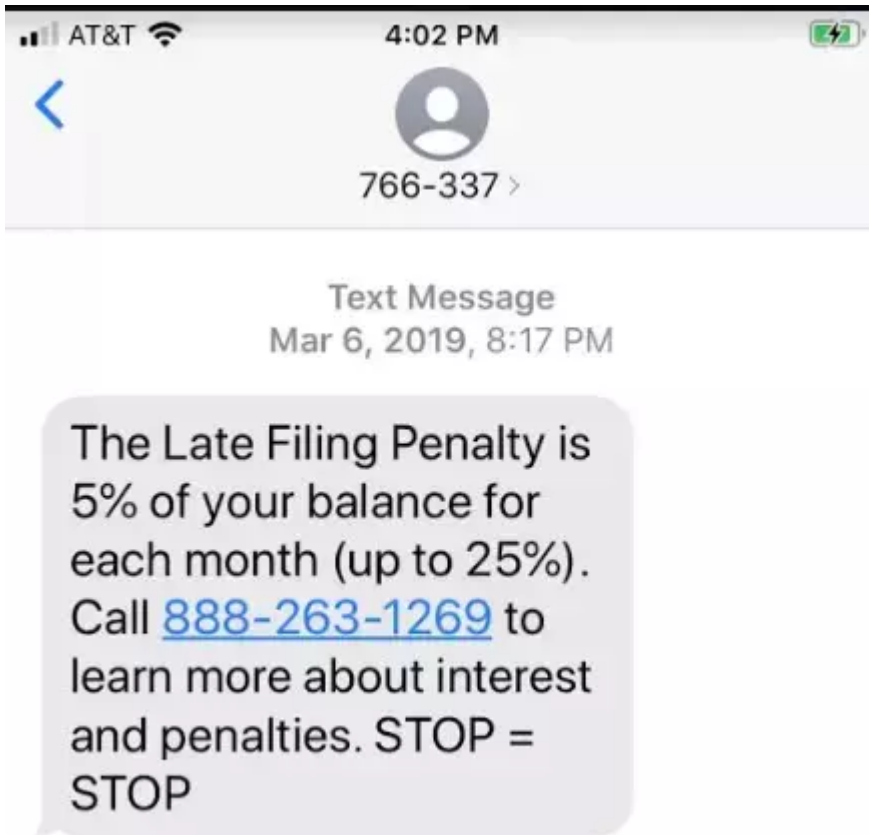 AT&T 4:02 PM
766-337 >
Text Message
Mar 6, 2019, 8:17 PM
The Late Filing Penalty is
5% of your balance for
each month (up to 25%).
Call 888-263-1269 to
learn more about interest
and penalties. STOP =
STOP